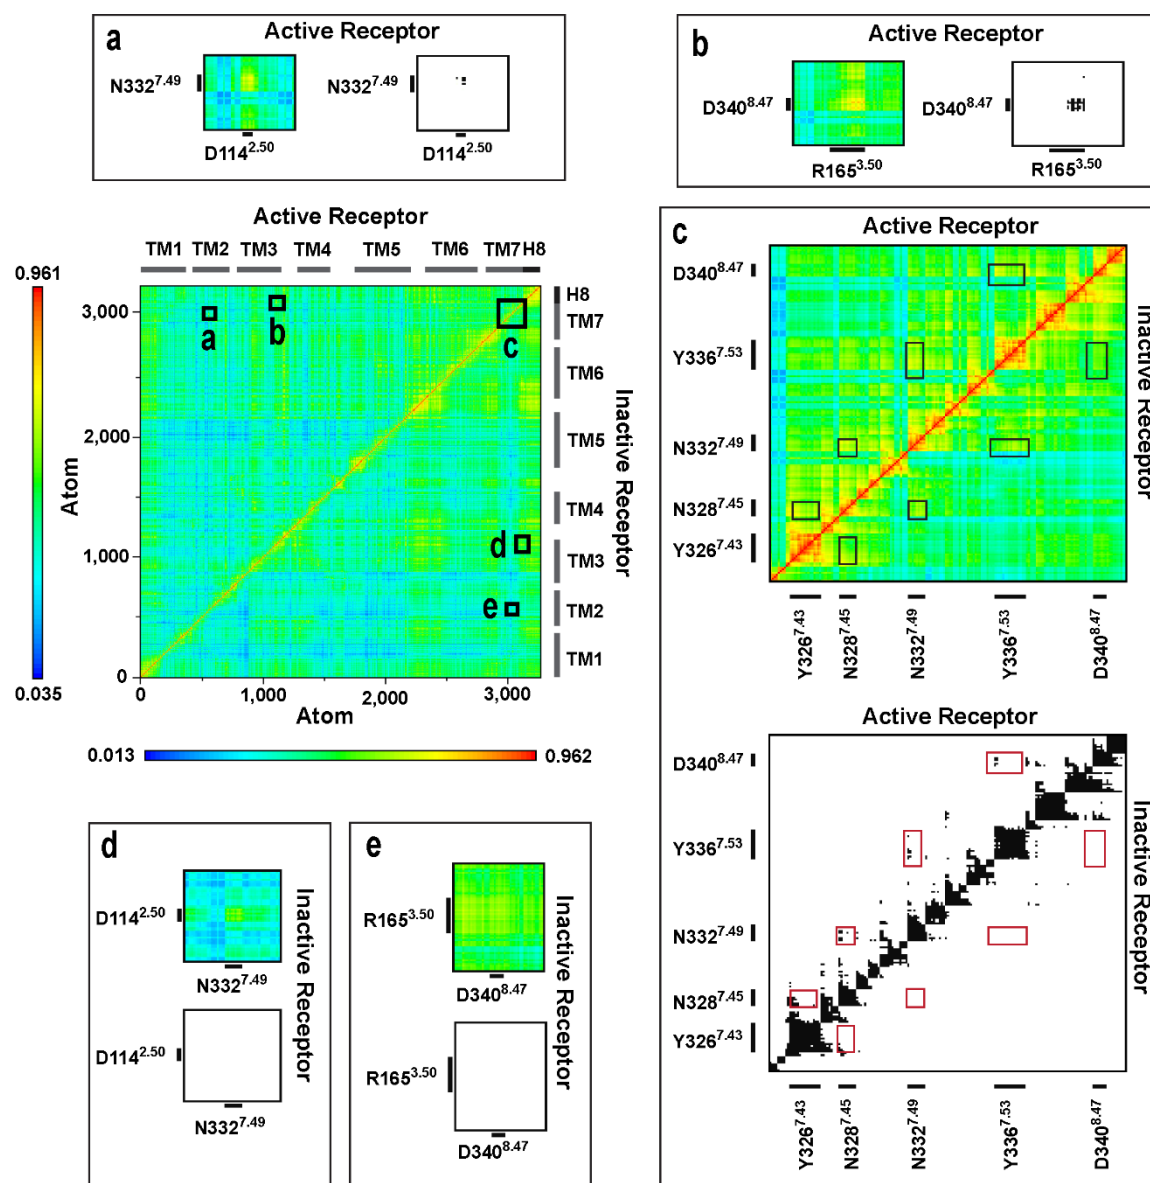 a
Active Receptor
N332^7.49
D114^2.50
N332^7.49
D114^2.50
b
Active Receptor
D340^8.47
R165^3.50
D340^8.47
R165^3.50
Active Receptor
TM1 TM2 TM3 TM4 TM5 TM6 TM7 H8
0.961
0.035
Atom
3,000
2,000
1,000
0
0 1,000 2,000 3,000
Atom
a
b
c
d
e
H8
TM7
TM6
TM5
TM4
TM3
TM2
TM1
Inactive Receptor
0.013 0.962
c
Active Receptor
D340^8.47
Y336^7.53
N332^7.49
N328^7.45
Y326^7.43
Inactive Receptor
Y326^7.43
N328^7.45
N332^7.49
Y336^7.53
D340^8.47
Active Receptor
D340^8.47
Y336^7.53
N332^7.49
N328^7.45
Y326^7.43
Inactive Receptor
Y326^7.43
N328^7.45
N332^7.49
Y336^7.53
D340^8.47
d
D114^2.50
N332^7.49
D114^2.50
N332^7.49
Inactive Receptor
e
R165^3.50
D340^8.47
R165^3.50
D340^8.47
Inactive Receptor